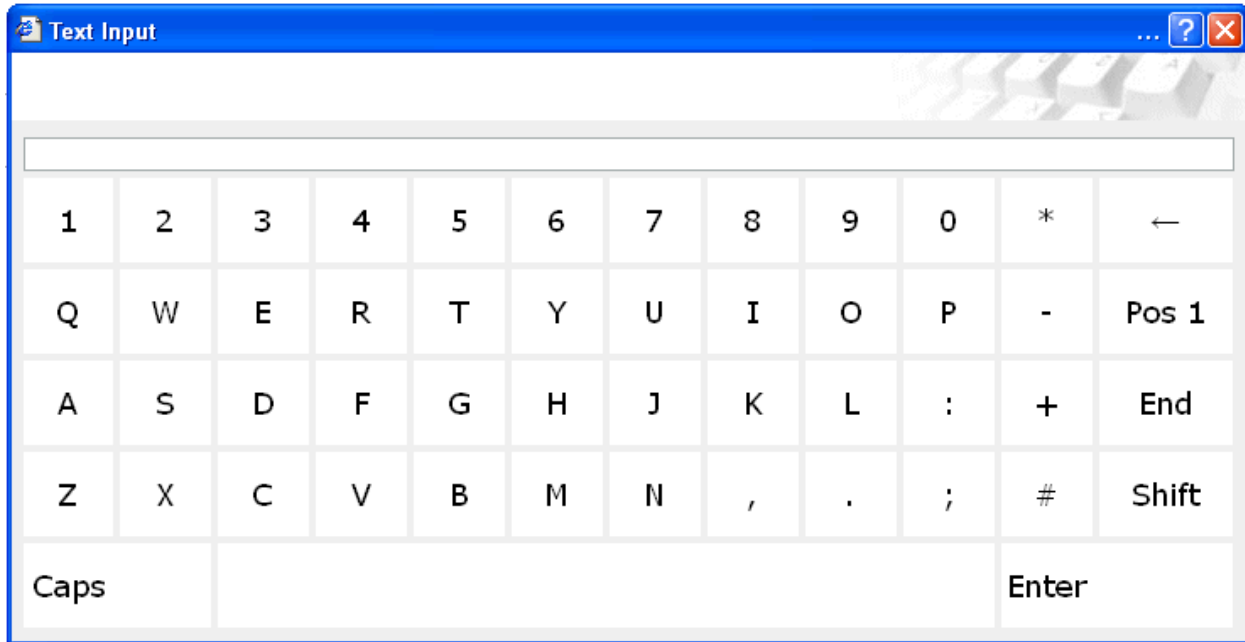 Text Input ... ?
1 2 3 4 5 6 7 8 9 0 * ←
Q W E R T Y U I O P - Pos 1
A S D F G H J K L : + End
Z X C V B M N , . ; # Shift
Caps Enter